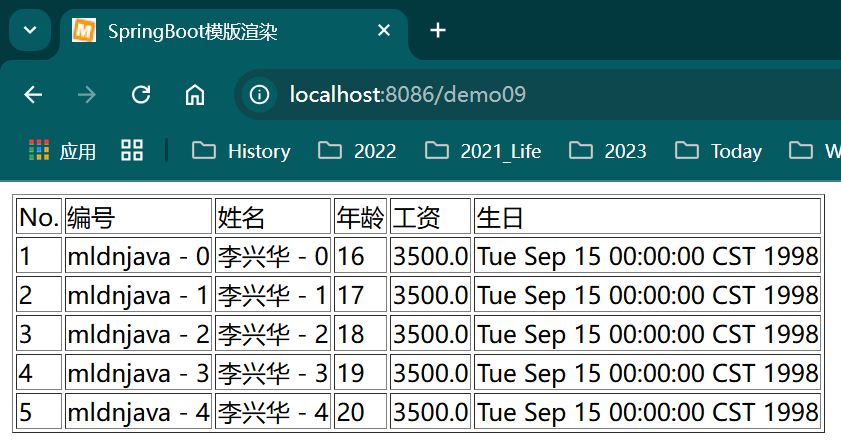 SpringBoot模版渲染
localhost:8086/demo09
应用 History 2022 2021_Life 2023 Today W
No. 编号 姓名 年龄 工资 生日
1 mldnjava - 0 李兴华 - 0 16 3500.0 Tue Sep 15 00:00:00 CST 1998
2 mldnjava - 1 李兴华 - 1 17 3500.0 Tue Sep 15 00:00:00 CST 1998
3 mldnjava - 2 李兴华 - 2 18 3500.0 Tue Sep 15 00:00:00 CST 1998
4 mldnjava - 3 李兴华 - 3 19 3500.0 Tue Sep 15 00:00:00 CST 1998
5 mldnjava - 4 李兴华 - 4 20 3500.0 Tue Sep 15 00:00:00 CST 1998